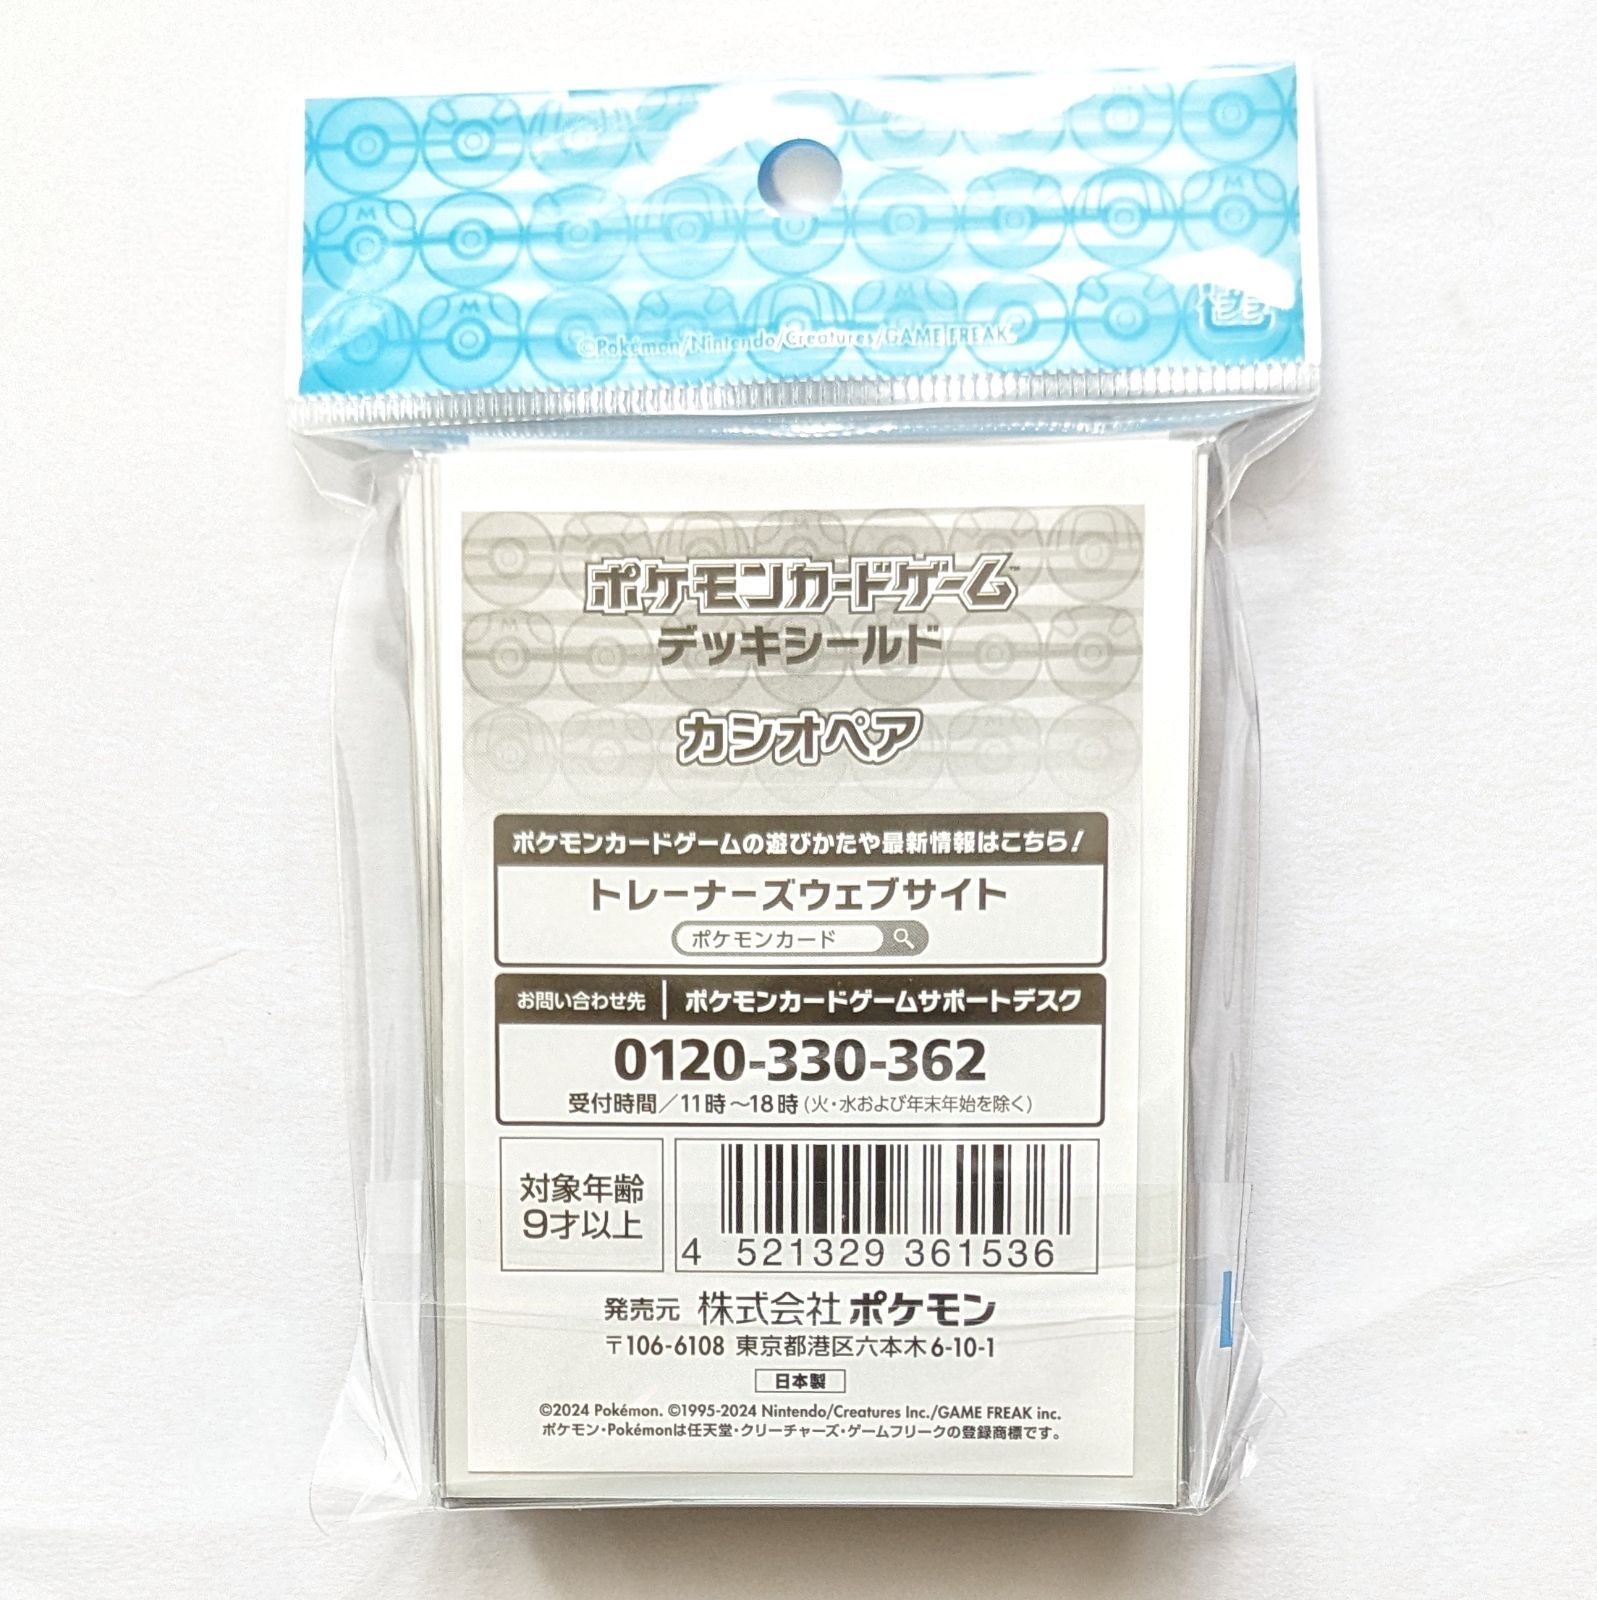 ©Pokémon/Nintendo/Creatures/GAME FREAK
ポケモンカードゲーム™
デッキシールド
カシオペア
ポケモンカードゲームの遊びかたや最新情報はこちら!
トレーナーズウェブサイト
ポケモンカード
お問い合わせ先 ポケモンカードゲームサポートデスク
0120-330-362
受付時間/11時~18時(火・水および年末年始を除く)
対象年齢
9才以上
4 521329 361536
発売元 株式会社ポケモン
〒106-6108 東京都港区六本木6-10-1
日本製
©2024 Pokémon. ©1995-2024 Nintendo/Creatures Inc./GAME FREAK inc.
ポケモン・Pokémonは任天堂・クリーチャーズ・ゲームフリークの登録商標です。